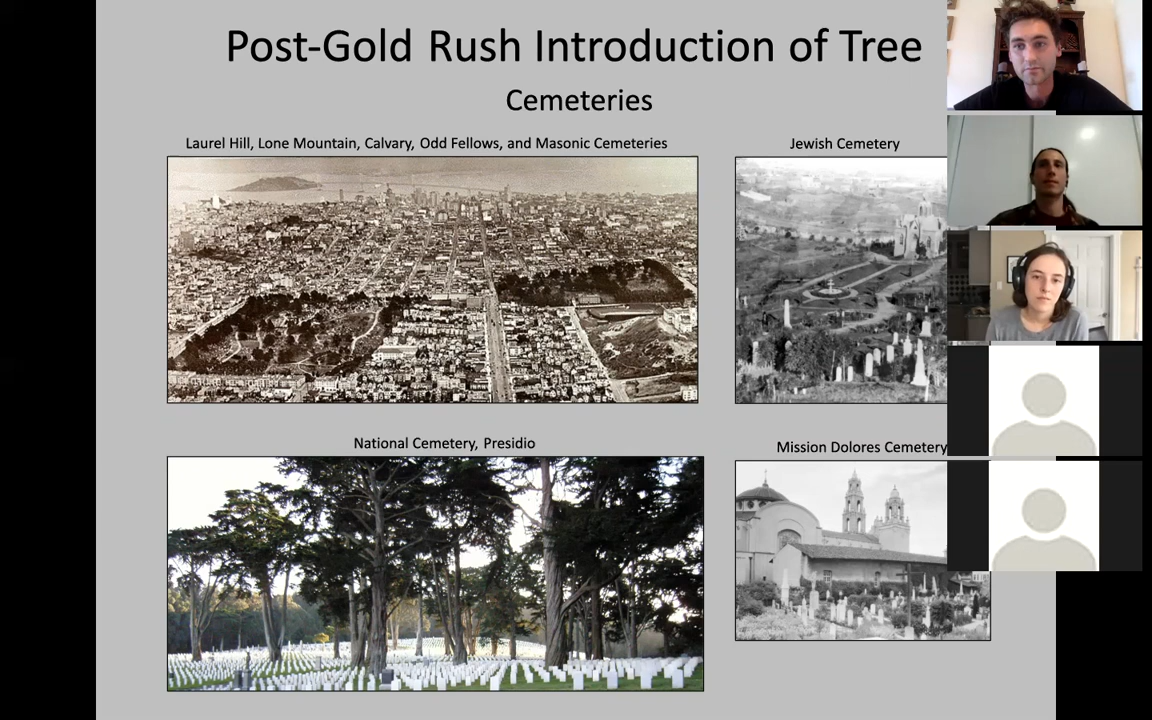 Post-Gold Rush Introduction of Tree
Cemeteries
Laurel Hill, Lone Mountain, Calvary, Odd Fellows, and Masonic Cemeteries
Jewish Cemetery
National Cemetery, Presidio
Mission Dolores Cemetery